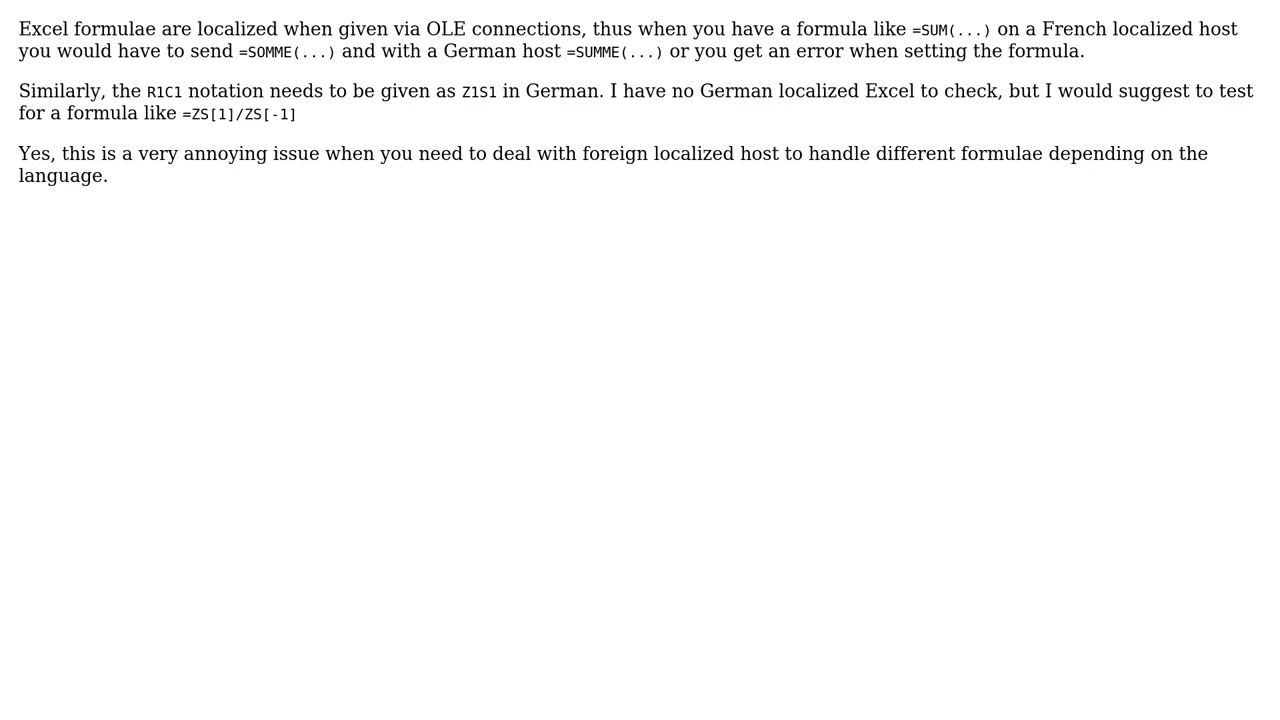 Excel formulae are localized when given via OLE connections, thus when you have a formula like =SUM(...) on a French localized host
you would have to send =SOMME(...) and with a German host =SUMME(...) or you get an error when setting the formula.
Similarly, the R1C1 notation needs to be given as Z1S1 in German. I have no German localized Excel to check, but I would suggest to test
for a formula like =ZS[1]/ZS[-1]
Yes, this is a very annoying issue when you need to deal with foreign localized host to handle different formulae depending on the
language.